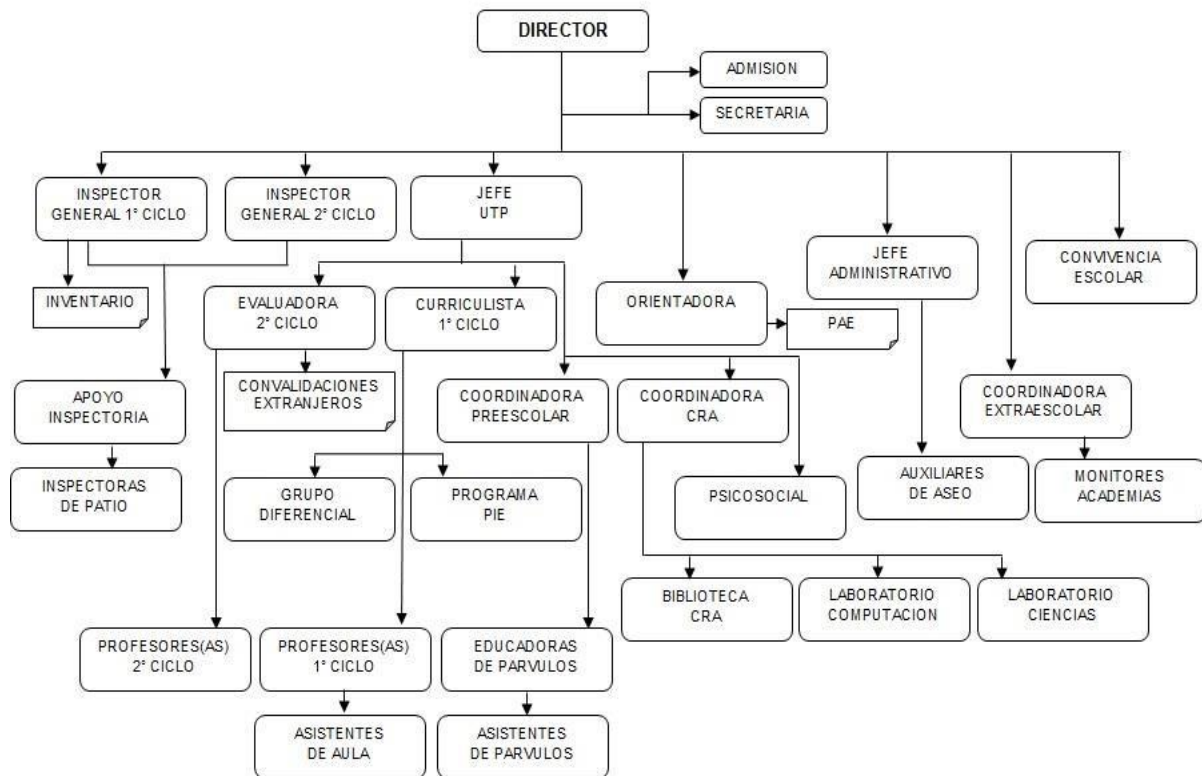 DIRECTOR
ADMISION
SECRETARIA
INSPECTOR
GENERAL 1° CICLO
INSPECTOR
GENERAL 2° CICLO
JEFE
UTP
JEFE
ADMINISTRATIVO
CONVIVENCIA
ESCOLAR
INVENTARIO
EVALUADORA
2° CICLO
CURRICULISTA
1° CICLO
ORIENTADORA
PAE
APOYO
INSPECTORIA
CONVALIDACIONES
EXTRANJEROS
COORDINADORA
PREESCOLAR
COORDINADORA
CRA
COORDINADORA
EXTRAESCOLAR
INSPECTORAS
DE PATIO
GRUPO
DIFERENCIAL
PROGRAMA
PIE
PSICOSOCIAL
AUXILIARES
DE ASEO
MONITORES
ACADEMIAS
BIBLIOTECA
CRA
LABORATORIO
COMPUTACION
LABORATORIO
CIENCIAS
PROFESORES(AS)
2° CICLO
PROFESORES(AS)
1° CICLO
EDUCADORAS
DE PARVULOS
ASISTENTES
DE AULA
ASISTENTES
DE PARVULOS